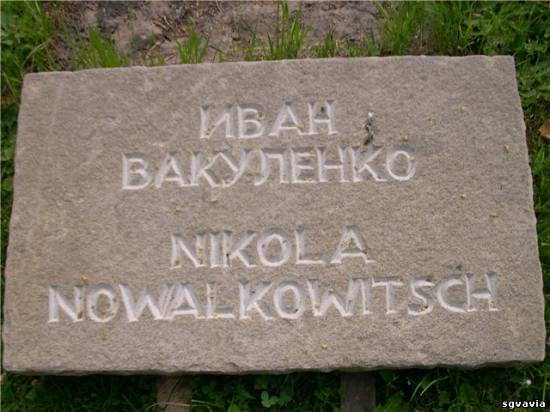 ИВАН
ВАКУЛЕНКО
NIKOLA
NOWALKOWITSCH
sgvavia